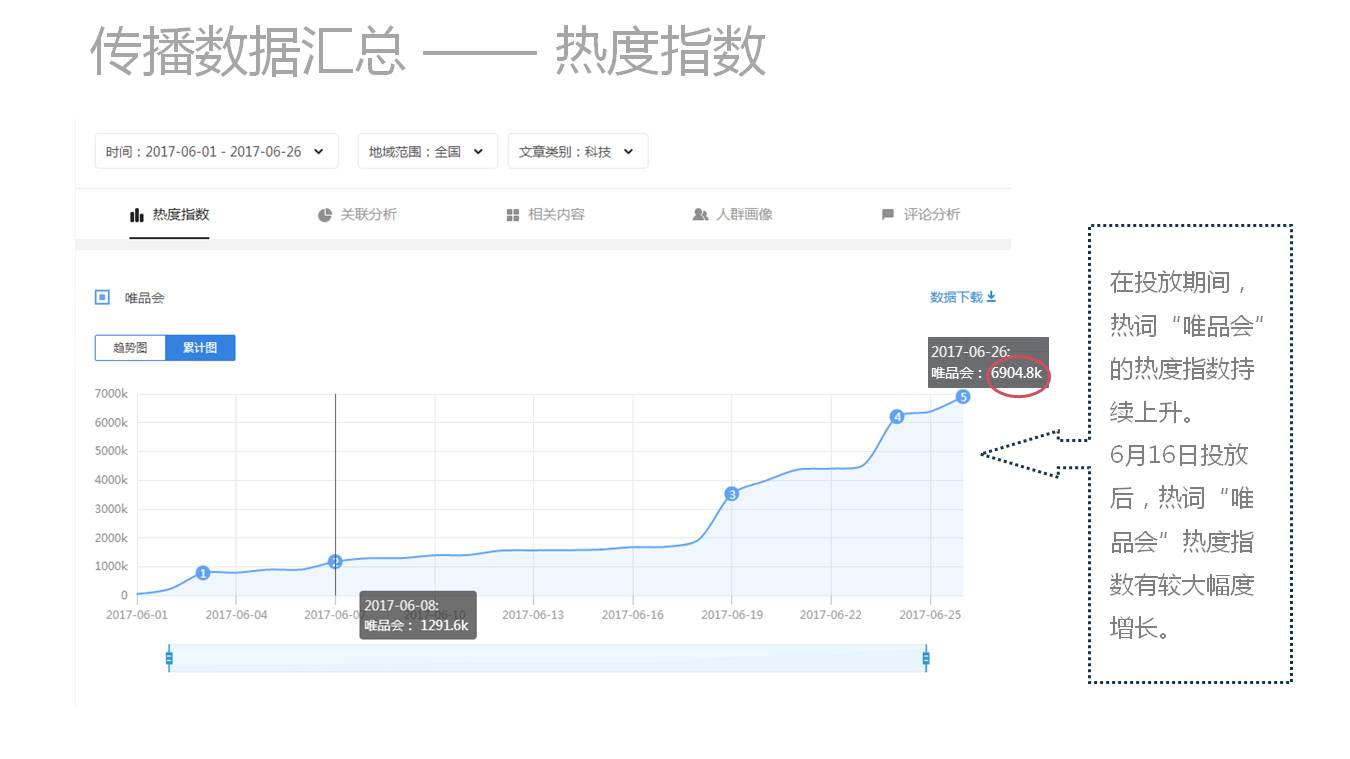 传播数据汇总 —— 热度指数
时间：2017-06-01 - 2017-06-26
地域范围：全国
文章类别：科技
热度指数
关联分析
相关内容
人群画像
评论分析
唯品会
数据下载
趋势图
累计图
2017-06-26:
唯品会： 6904.8k
7000k
6000k
5000k
4000k
3000k
2000k
1000k
0
1
2
3
4
5
2017-06-01
2017-06-04
2017-06-0
2017-06-10
2017-06-13
2017-06-16
2017-06-19
2017-06-22
2017-06-25
2017-06-08:
唯品会： 1291.6k
在投放期间，
热词“唯品会”
的热度指数持
续上升。
6月16日投放
后，热词“唯
品会”热度指
数有较大幅度
增长。